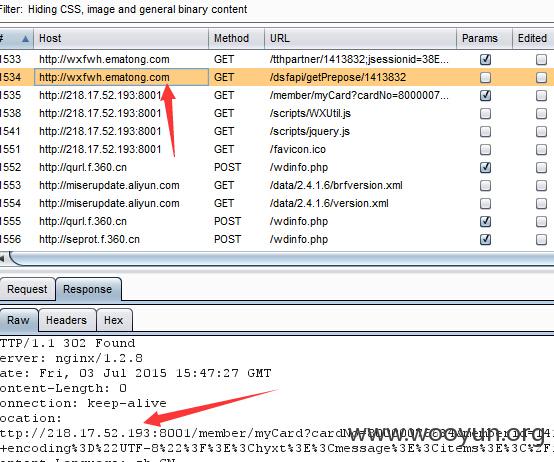 Filter: Hiding CSS, image and general binary content
# Host Method URL Params Edited
1533 http://wxfwh.ematong.com GET /tthpartner/1413832;jsessionid=38E...
1534 http://wxfwh.ematong.com GET /dsfapi/getPrepose/1413832
1535 http://218.17.52.193:8001 GET /member/myCard?cardNo=8000007...
1538 http://218.17.52.193:8001 GET /scripts/WXUtil.js
1541 http://218.17.52.193:8001 GET /scripts/jquery.js
1551 http://218.17.52.193:8001 GET /favicon.ico
1552 http://qurl.f.360.cn POST /wdinfo.php
1553 http://miserupdate.aliyun.com GET /data/2.4.1.6/brfversion.xml
1554 http://miserupdate.aliyun.com GET /data/2.4.1.6/version.xml
1555 http://qurl.f.360.cn POST /wdinfo.php
1556 http://seprot.f.360.cn POST /wdinfo.php
Request Response
Raw Headers Hex
TTP/1.1 302 Found
erver: nginx/1.2.8
ate: Fri, 03 Jul 2015 15:47:27 GMT
ontent-Length: 0
onnection: keep-alive
ocation:
ttp://218.17.52.193:8001/member/myCard?cardNo=
www.wooyun.org
+encoding%3D%22UTF-8%22%3F%3E%3Chyxt%3E%3Cmessage%3E%3Citems%3E%3C%2F